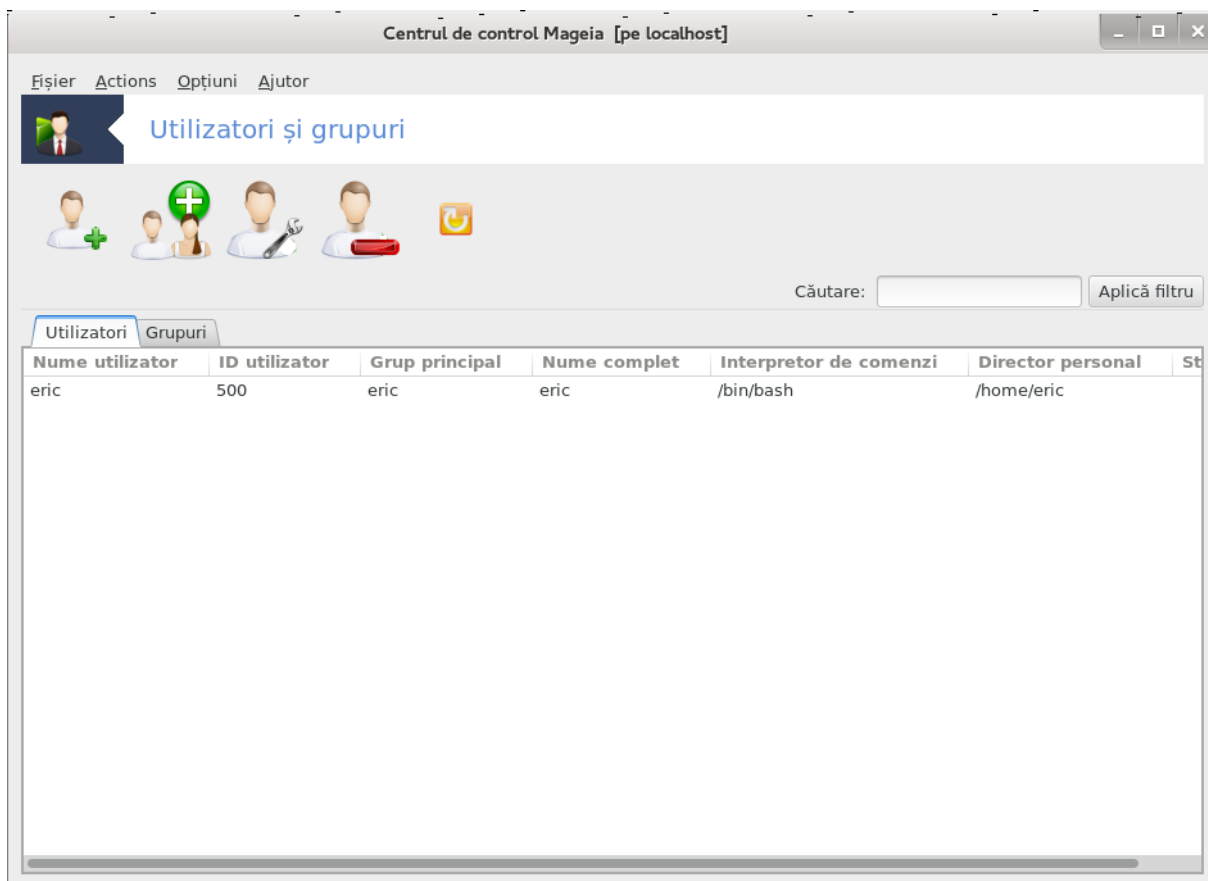 Centrul de control Mageia [pe localhost]
Fișier Actions Opțiuni Ajutor
Utilizatori și grupuri
Căutare: Aplică filtru
Utilizatori Grupuri
Nume utilizator ID utilizator Grup principal Nume complet Interpretor de comenzi Director personal St
eric 500 eric eric /bin/bash /home/eric